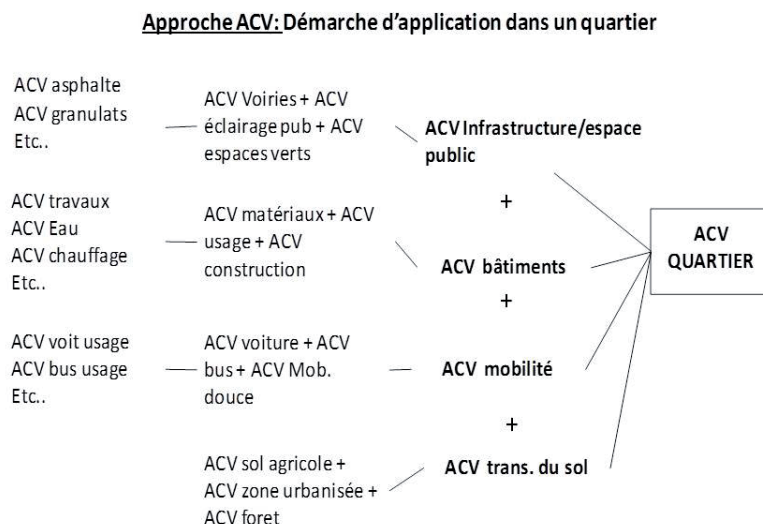 Approche ACV: Démarche d'application dans un quartier
ACV asphalte
ACV granulats
Etc..
ACV Voiries + ACV
éclairage pub + ACV
espaces verts
ACV Infrastructure/espace
public
+
ACV travaux
ACV Eau
ACV chauffage
Etc..
ACV matériaux + ACV
usage + ACV
construction
ACV bâtiments
+
ACV voit usage
ACV bus usage
Etc..
ACV voiture + ACV
bus + ACV Mob.
douce
ACV mobilité
+
ACV sol agricole +
ACV zone urbanisée +
ACV foret
ACV trans. du sol
ACV
QUARTIER